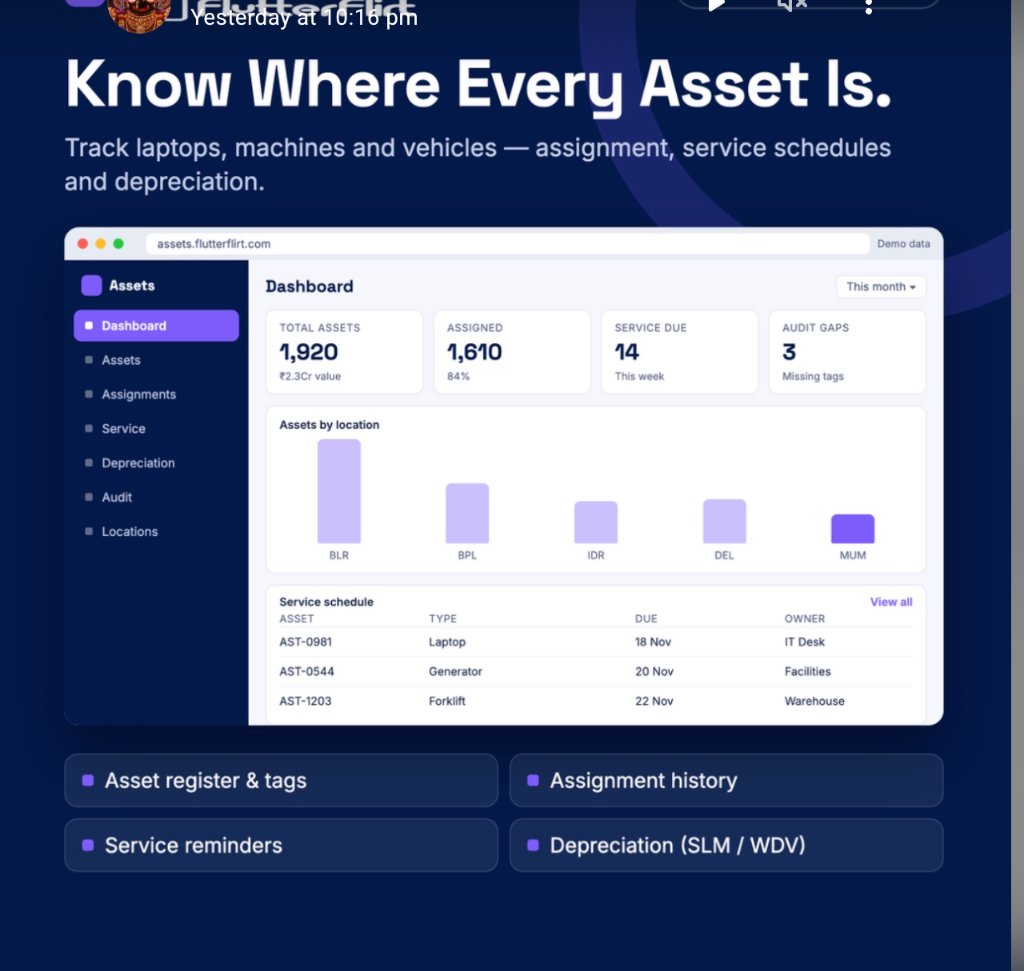 FlutterFlirt
Yesterday at 10:16 pm
Know Where Every Asset Is.
Track laptops, machines and vehicles — assignment, service schedules
and depreciation.
assets.flutterflirt.com
Demo data
Assets
Dashboard
Assets
Assignments
Service
Depreciation
Audit
Locations
Dashboard
This month
TOTAL ASSETS
1,920
₹2.3Cr value
ASSIGNED
1,610
84%
SERVICE DUE
14
This week
AUDIT GAPS
3
Missing tags
Assets by location
BLR BPL IDR DEL MUM
Service schedule View all
ASSET TYPE DUE OWNER
AST-0981 Laptop 18 Nov IT Desk
AST-0544 Generator 20 Nov Facilities
AST-1203 Forklift 22 Nov Warehouse
Asset register & tags
Assignment history
Service reminders
Depreciation (SLM / WDV)